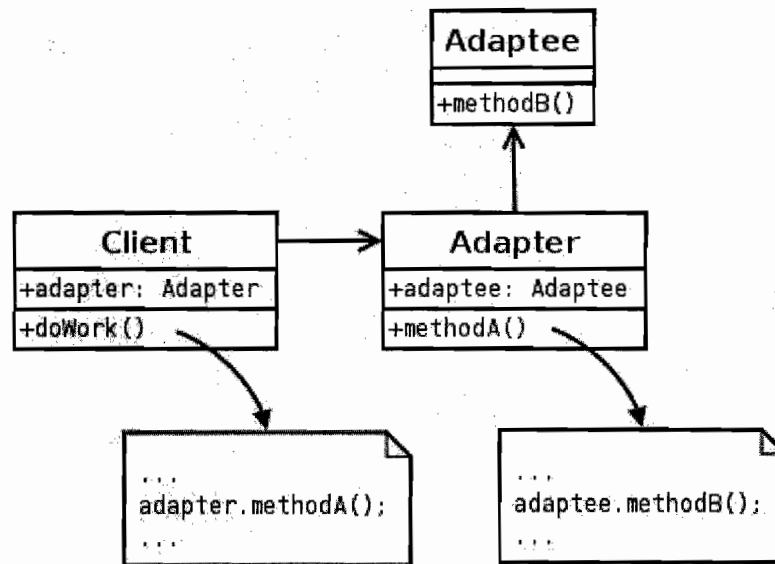 Adaptee
+methodB()
Client
+adapter: Adapter
+doWork()
Adapter
+adaptee: Adaptee
+methodA()
...
adapter.methodA();
...
...
adaptee.methodB();
...